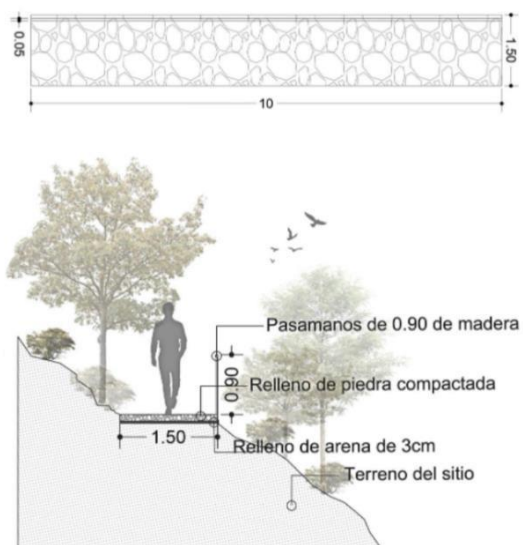 0.05
1.50
10
Pasamanos de 0.90 de madera
0.90
Relleno de piedra compactada
1.50
Relleno de arena de 3cm
Terreno del sitio